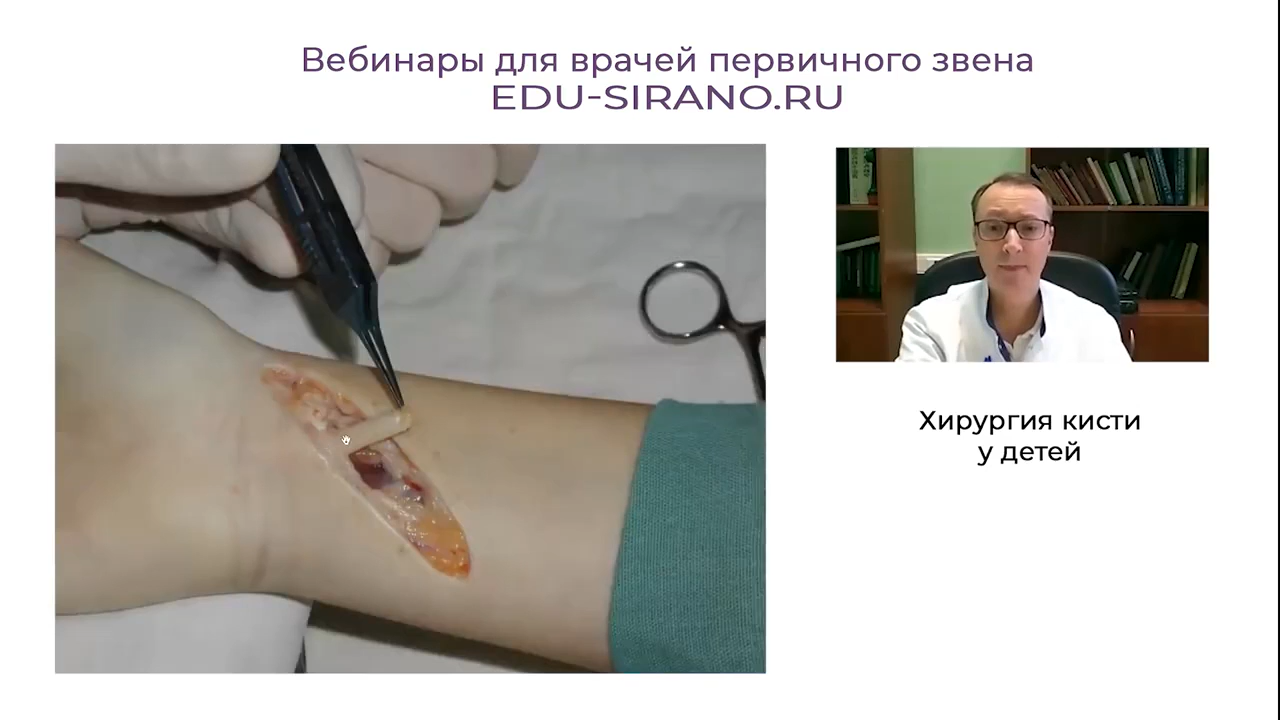 Вебинары для врачей первичного звена
EDU-SIRANO.RU
Хирургия кисти
у детей